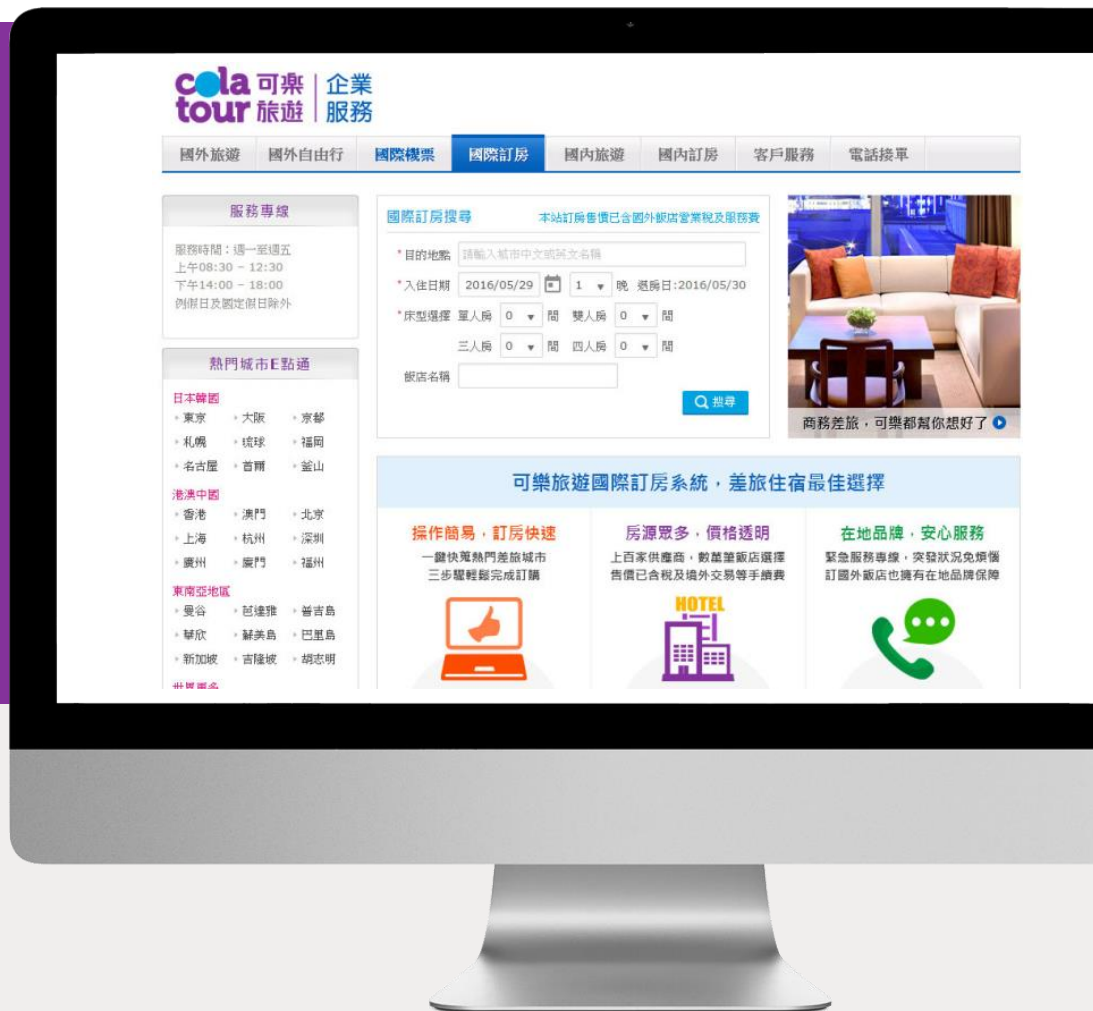 cola 可樂 企業
tour 旅遊 服務
國外旅遊 國外自由行 國際機票 國際訂房 國內旅遊 國內訂房 客戶服務 電話接單
服務專線
服務時間：週一至週五
上午08:30 - 12:30
下午14:00 - 18:00
例假日及國定假日除外
熱門城市E點通
日本韓國
東京 大阪 京都
札幌 琉球 福岡
名古屋 首爾 釜山
港澳中國
香港 澳門 北京
上海 杭州 深圳
廣州 廈門 福州
東南亞地區
曼谷 芭達雅 普吉島
華欣 蘇美島 巴里島
新加坡 吉隆坡 胡志明
世界更多
國際訂房搜尋 本站訂房售價已含國外飯店營業稅及服務費
*目的地點 請輸入城市中文或英文名稱
*入住日期 2016/05/29 1 晚 退房日:2016/05/30
*床型選擇 單人房 0 間 雙人房 0 間
三人房 0 間 四人房 0 間
飯店名稱
搜尋
商務差旅，可樂都幫你想好了
可樂旅遊國際訂房系統，差旅住宿最佳選擇
操作簡易，訂房快速
一鍵快蒐熱門差旅城市
三步驟輕鬆完成訂購
房源眾多，價格透明
上百家供應商，數萬筆飯店選擇
售價已含稅及境外交易等手續費
HOTEL
在地品牌，安心服務
緊急服務專線，突發狀況免煩惱
訂國外飯店也擁有在地品牌保障